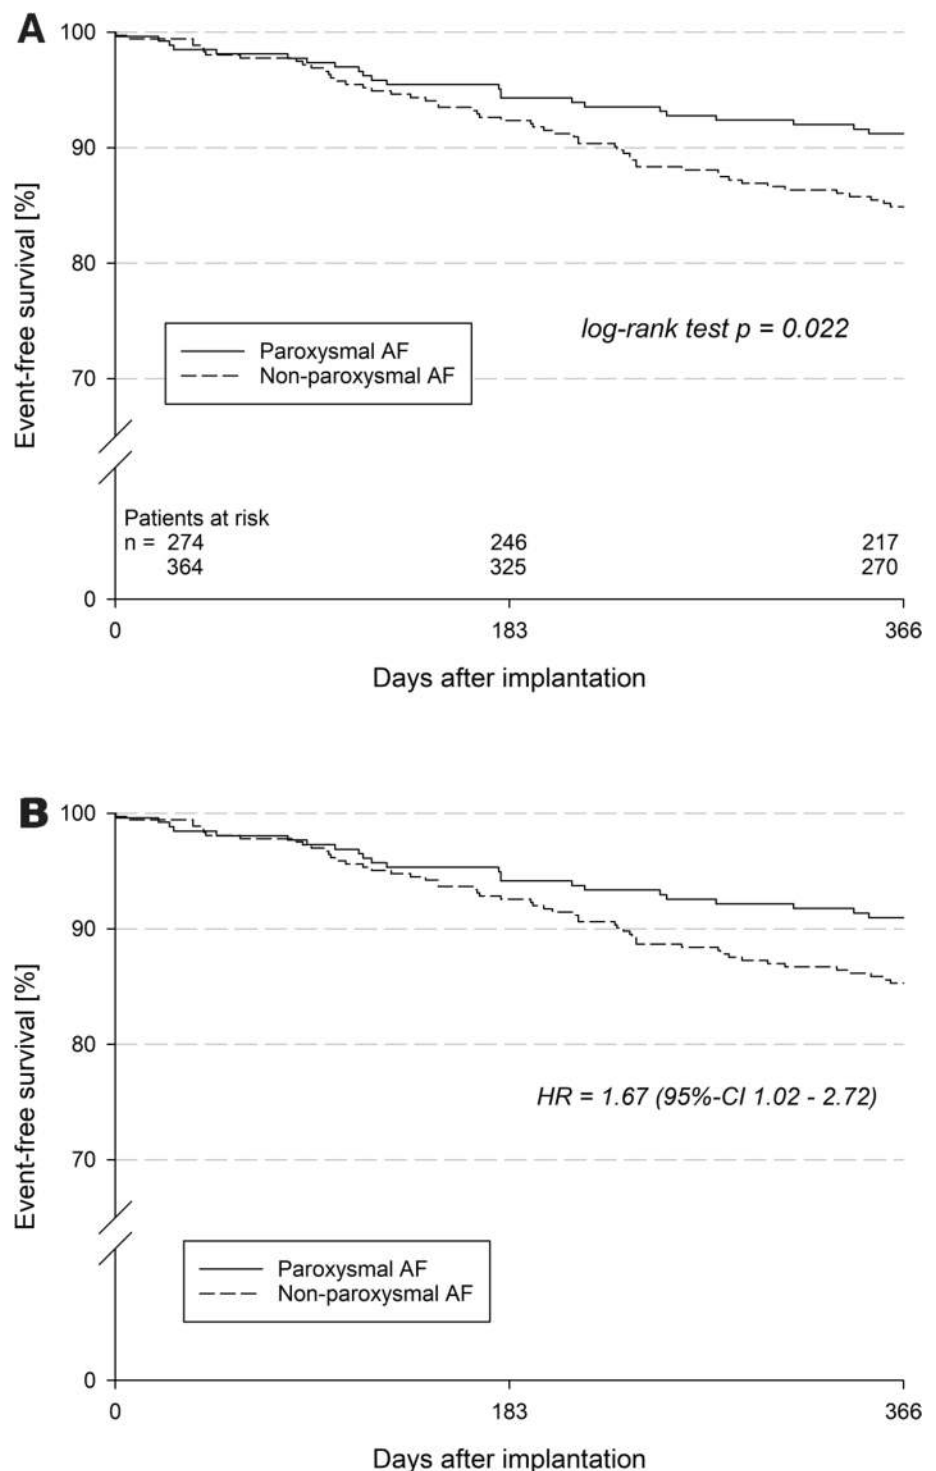 A
100
90
80
70
0
Event-free survival [%]
log-rank test p = 0.022
Paroxysmal AF
Non-paroxysmal AF
Patients at risk
n = 274 246 217
364 325 270
0 183 366
Days after implantation
B
100
90
80
70
0
Event-free survival [%]
HR = 1.67 (95%-CI 1.02 - 2.72)
Paroxysmal AF
Non-paroxysmal AF
0 183 366
Days after implantation